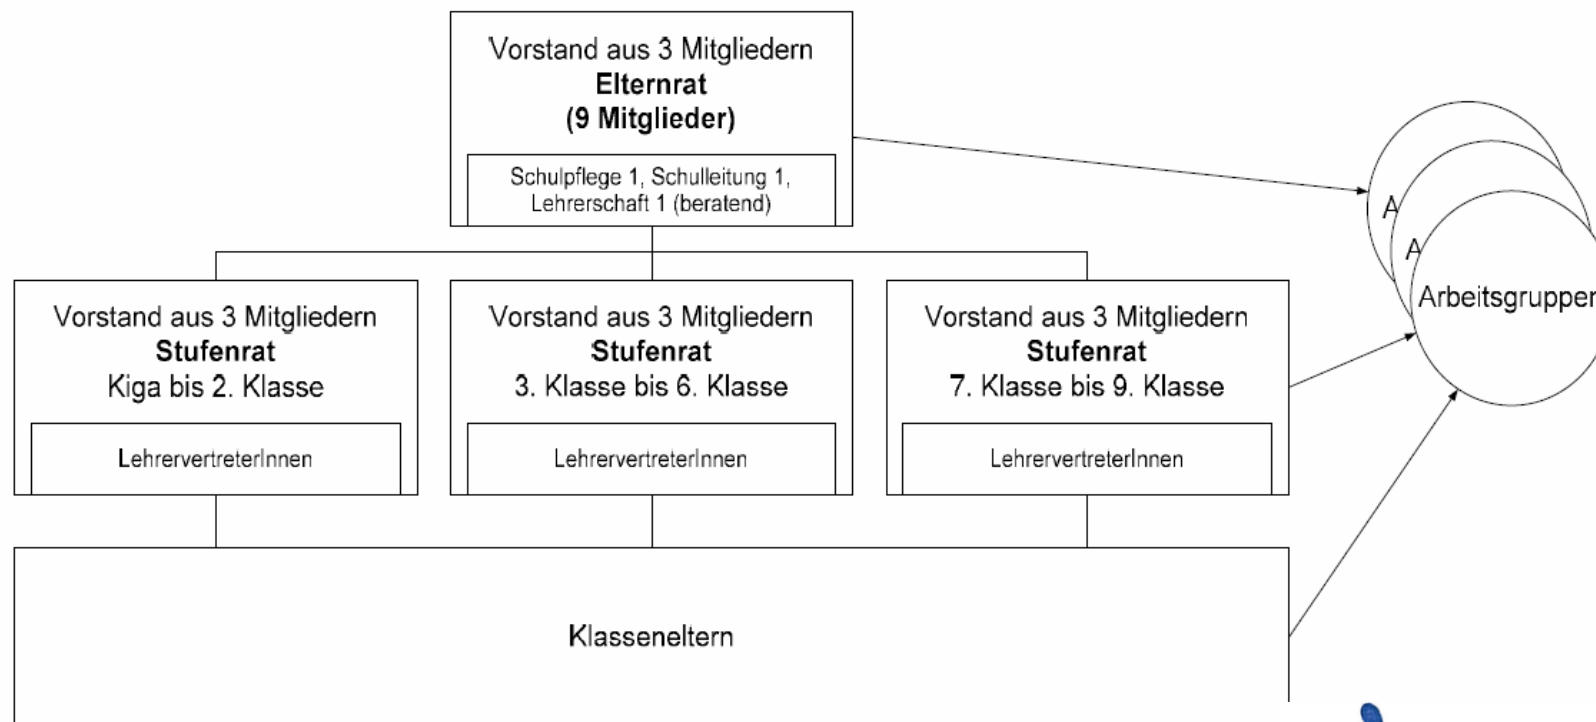 Vorstand aus 3 Mitgliedern
Elternrat
(9 Mitglieder)
Schulpflege 1, Schulleitung 1,
Lehrerschaft 1 (beratend)
A
A
Arbeitsgruppen
Vorstand aus 3 Mitgliedern
Stufenrat
Kiga bis 2. Klasse
LehrervertreterInnen
Vorstand aus 3 Mitgliedern
Stufenrat
3. Klasse bis 6. Klasse
LehrervertreterInnen
Vorstand aus 3 Mitgliedern
Stufenrat
7. Klasse bis 9. Klasse
LehrervertreterInnen
Klasseneltern